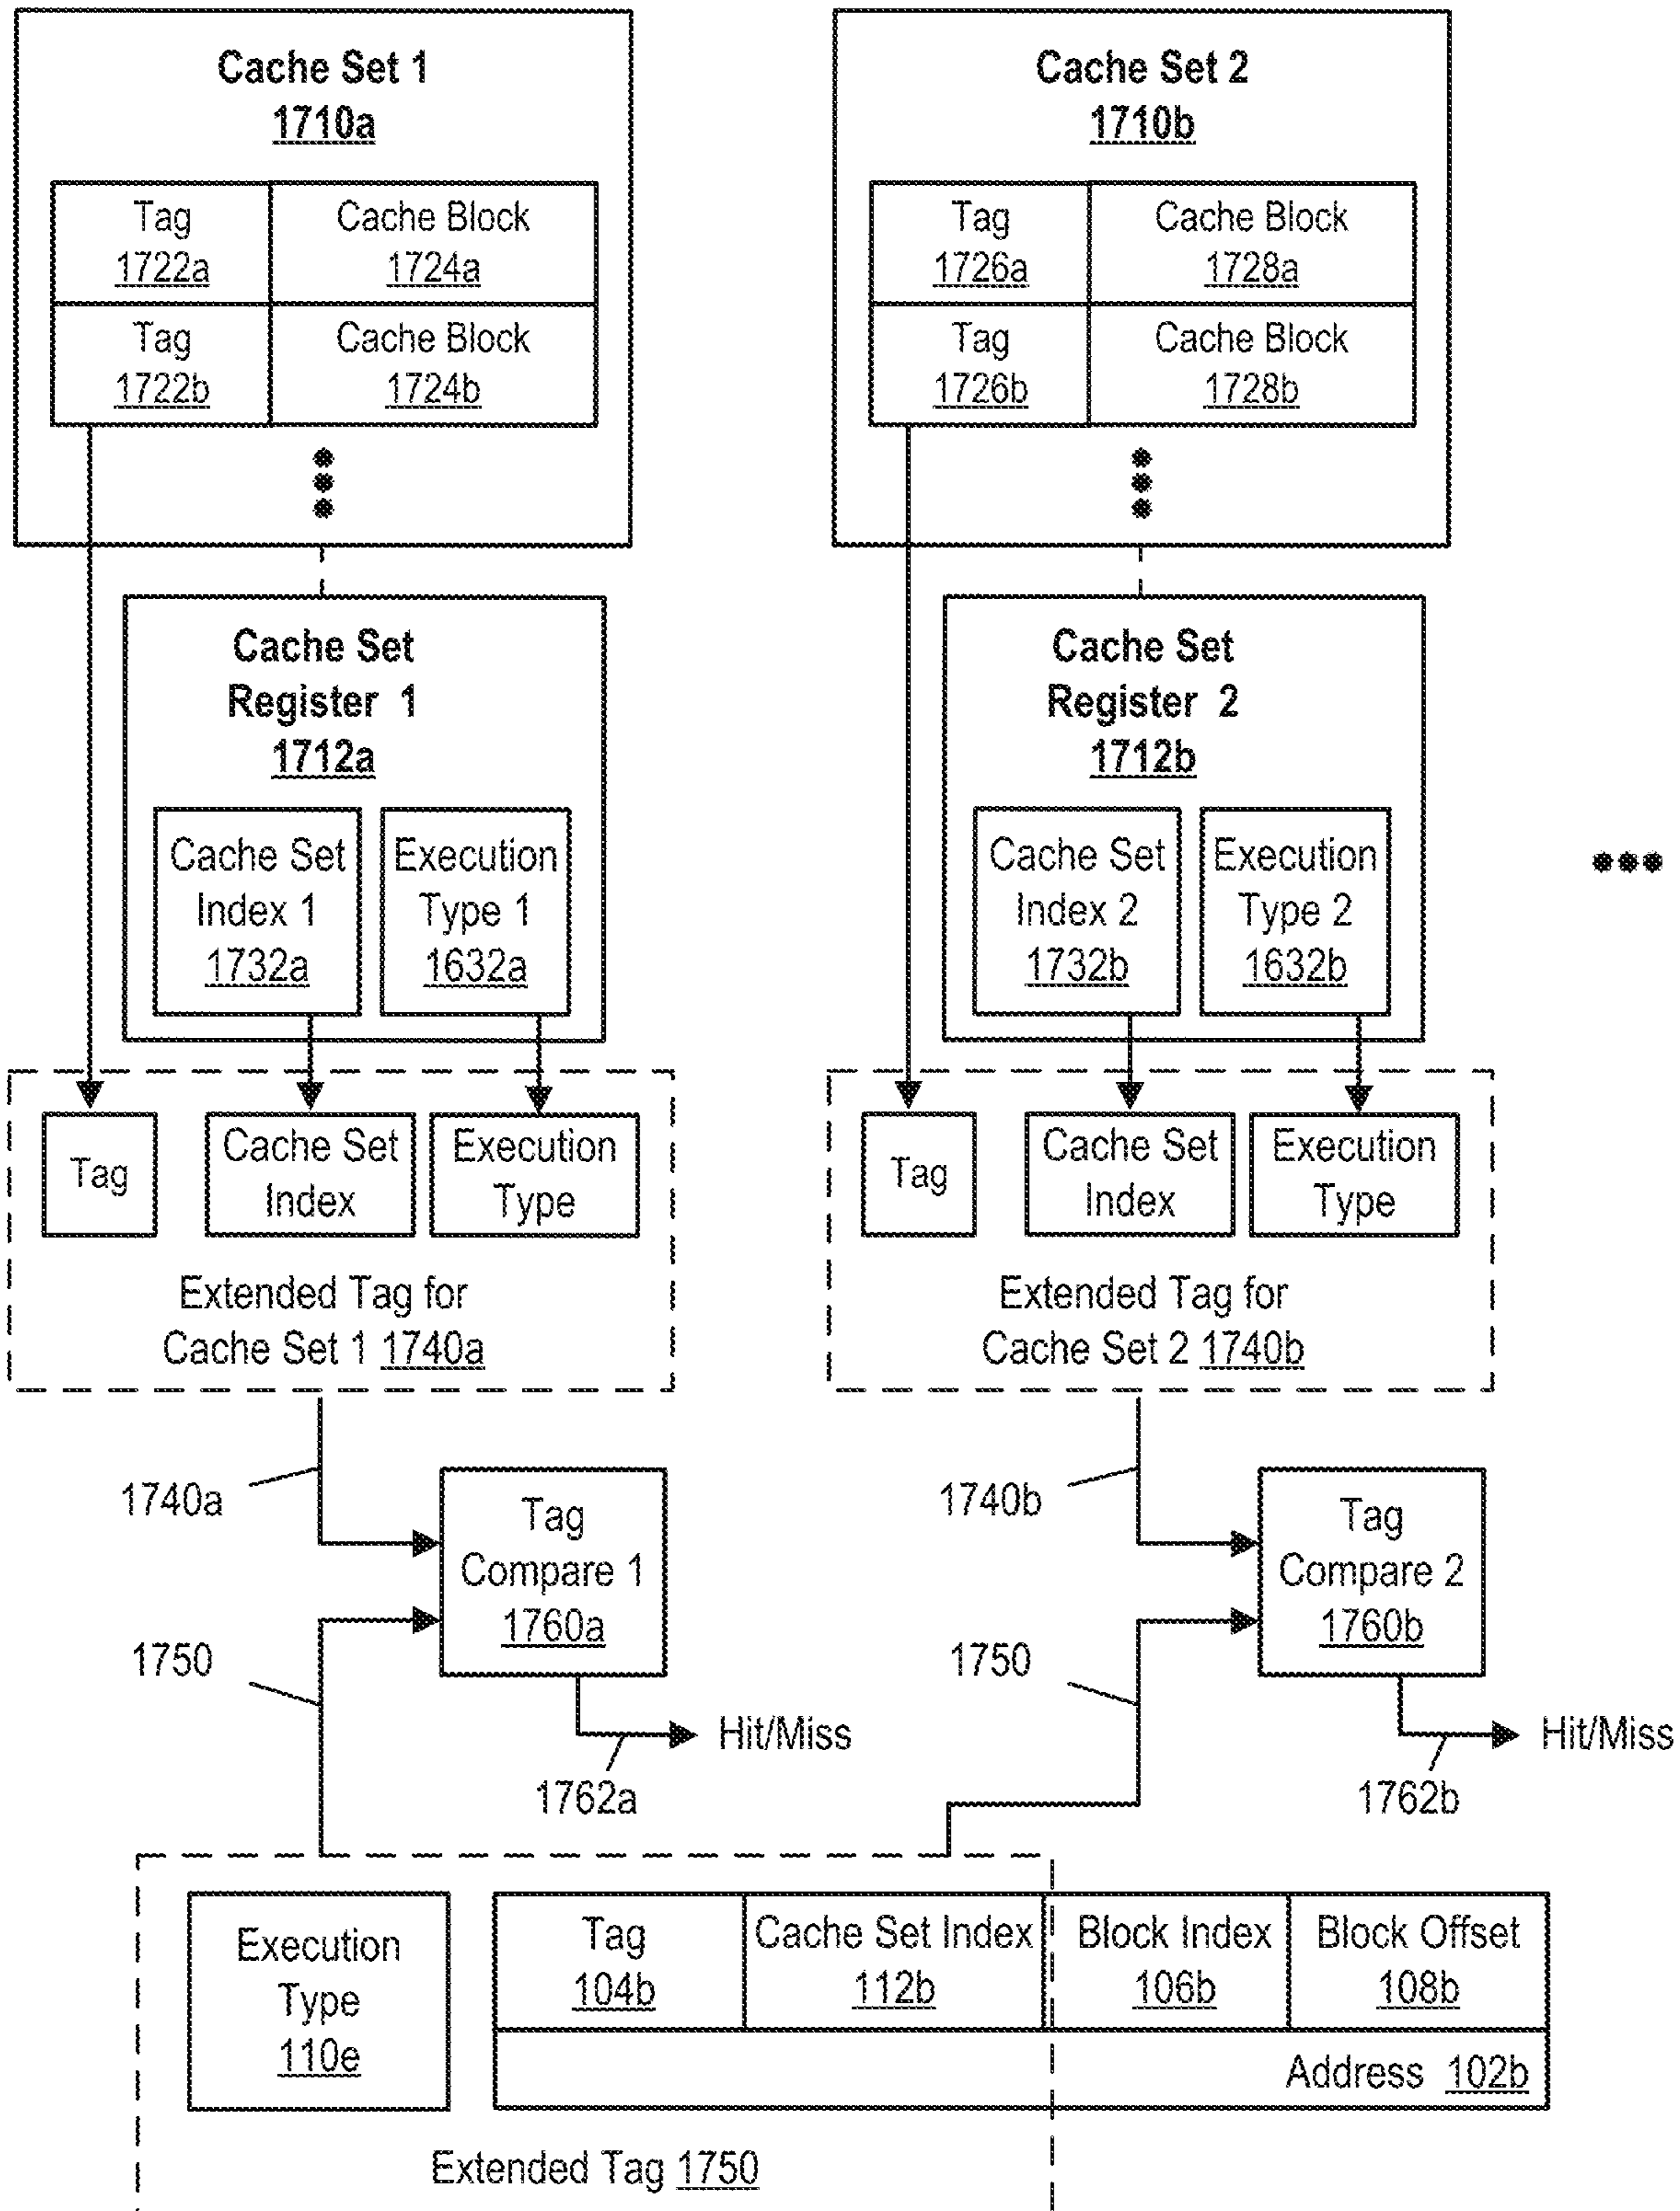 Cache Set 1
1710a
Tag
1722a
Cache Block
1724a
Tag
1722b
Cache Block
1724b
Cache Set 2
1710b
Tag
1726a
Cache Block
1728a
Tag
1726b
Cache Block
1728b
Cache Set
Register 1
1712a
Cache Set
Index 1
1732a
Execution
Type 1
1632a
Cache Set
Register 2
1712b
Cache Set
Index 2
1732b
Execution
Type 2
1632b
Tag
Cache Set
Index
Execution
Type
Extended Tag for
Cache Set 1 1740a
Tag
Cache Set
Index
Execution
Type
Extended Tag for
Cache Set 2 1740b
1740a
Tag
Compare 1
1760a
1750
Hit/Miss
1762a
1740b
Tag
Compare 2
1760b
1750
Hit/Miss
1762b
Execution
Type
110e
Tag
104b
Cache Set Index
112b
Block Index
106b
Block Offset
108b
Address 102b
Extended Tag 1750